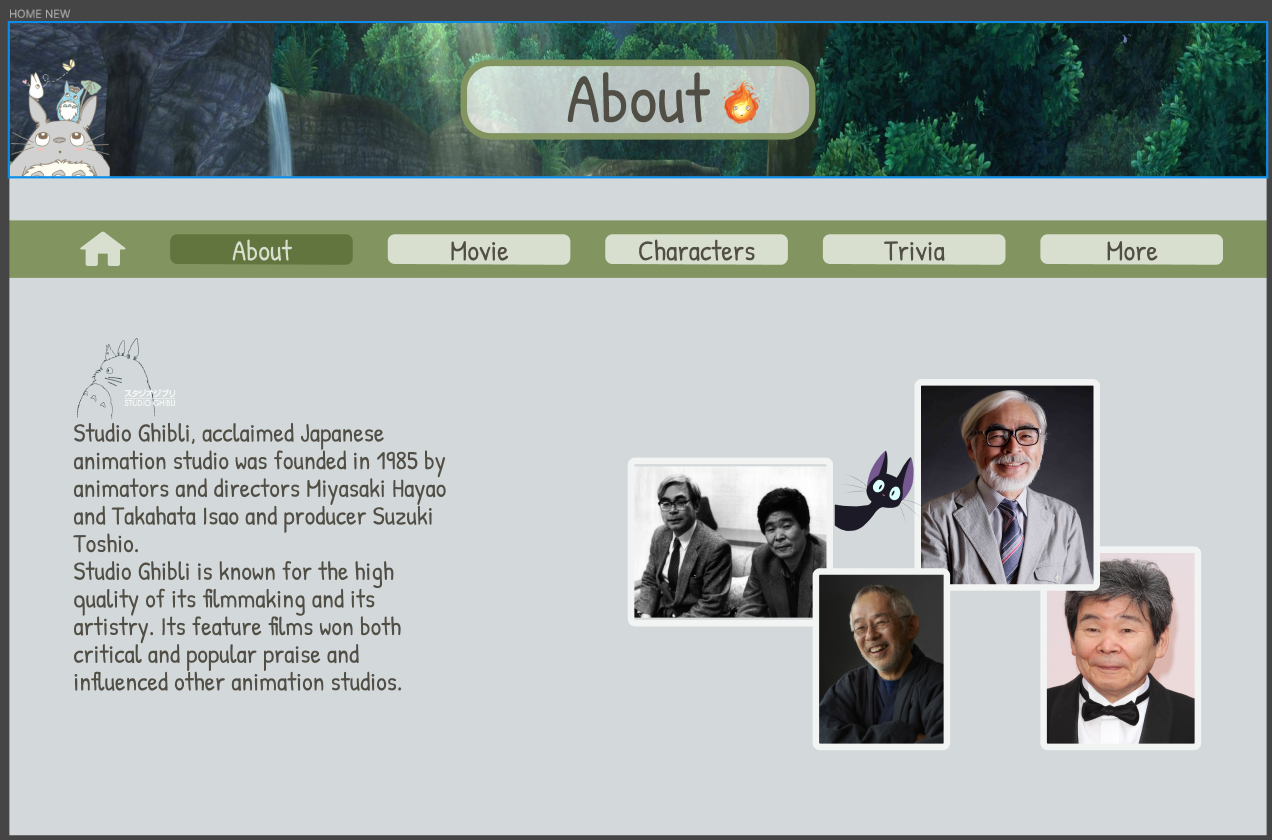 HOME NEW
About
About
Movie
Characters
Trivia
More
スタジオジブリ
STUDIO GHIBLI
Studio Ghibli, acclaimed Japanese
animation studio was founded in 1985 by
animators and directors Miyasaki Hayao
and Takahata Isao and producer Suzuki
Toshio.
Studio Ghibli is known for the high
quality of its filmmaking and its
artistry. Its feature films won both
critical and popular praise and
influenced other animation studios.